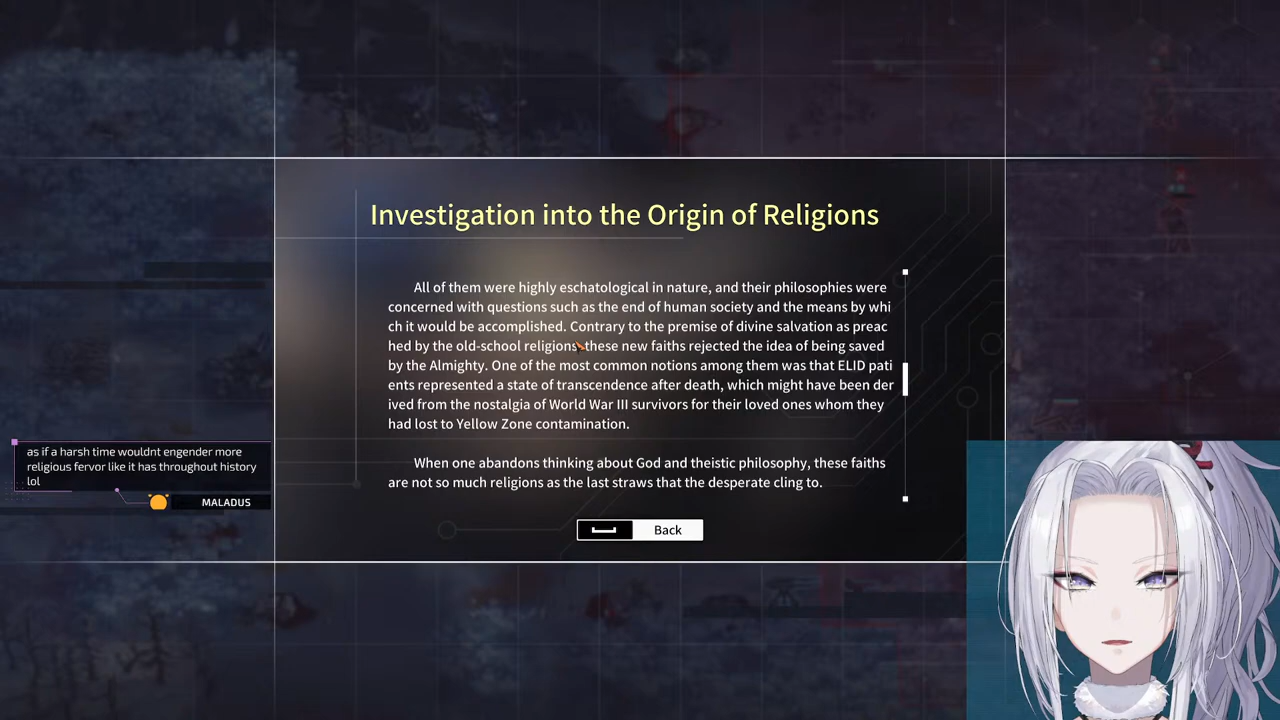 Investigation into the Origin of Religions
All of them were highly eschatological in nature, and their philosophies were
concerned with questions such as the end of human society and the means by whi
ch it would be accomplished. Contrary to the premise of divine salvation as preac
hed by the old-school religions, these new faiths rejected the idea of being saved
by the Almighty. One of the most common notions among them was that ELID pati
ents represented a state of transcendence after death, which might have been der
ived from the nostalgia of World War III survivors for their loved ones whom they
had lost to Yellow Zone contamination.
When one abandons thinking about God and theistic philosophy, these faiths
are not so much religions as the last straws that the desperate cling to.
Back
as if a harsh time wouldnt engender more
religious fervor like it has throughout history
lol
MALADUS